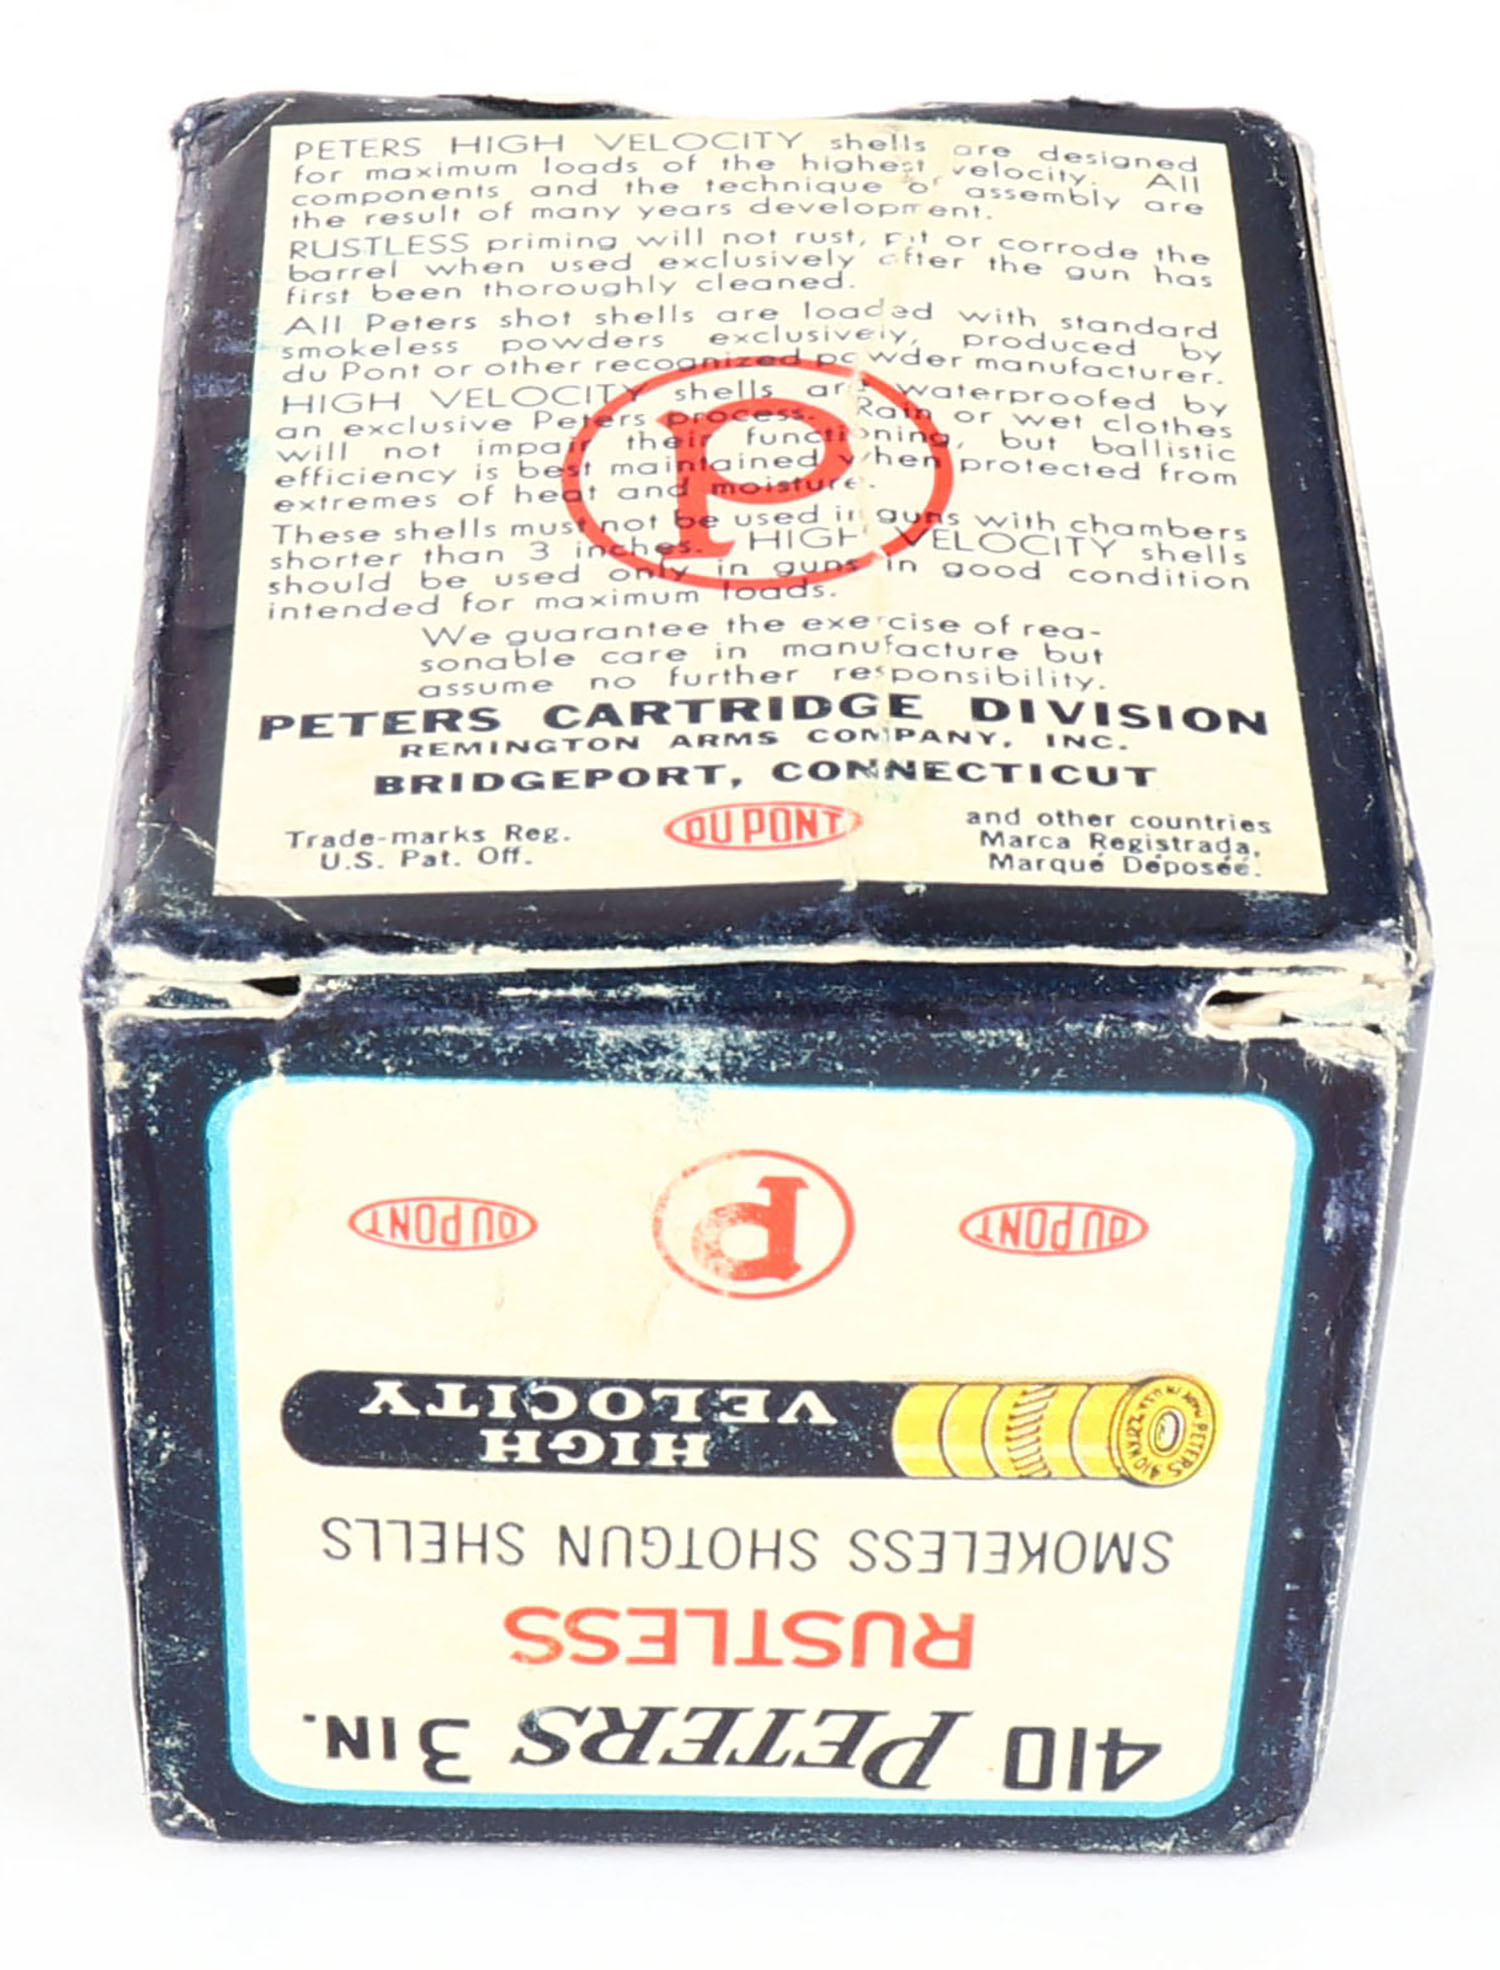 PETERS HIGH VELOCITY shells are designed
for maximum loads of the highest velocity. All
components and the technique of assembly are
the result of many years development.
RUSTLESS priming will not rust, pit or corrode the
barrel when used exclusively after the gun has
first been thoroughly cleaned.
All Peters shot shells are loaded with standard
smokeless powders exclusively, produced by
du Pont or other recognized powder manufacturer.
HIGH VELOCITY shells are waterproofed by
an exclusive Peters process. Rain or wet clothes
will not impair their functioning, but ballistic
efficiency is best maintained when protected from
extremes of heat and moisture.
These shells must not be used in guns with chambers
shorter than 3 inches. HIGH VELOCITY shells
should be used only in guns in good condition
intended for maximum loads.
P
We guarantee the exercise of rea-
sonable care in manufacture but
assume no further responsibility.
PETERS CARTRIDGE DIVISION
REMINGTON ARMS COMPANY, INC.
BRIDGEPORT, CONNECTICUT
Trade-marks Reg.
U.S. Pat. Off.
DU PONT
and other countries
Marca Registrada,
Marqué Déposée.
410 PETERS 3 IN.
RUSTLESS
SMOKELESS SHOTGUN SHELLS
HIGH
VELOCITY
PETERS 410
DU PONT
P
DU PONT